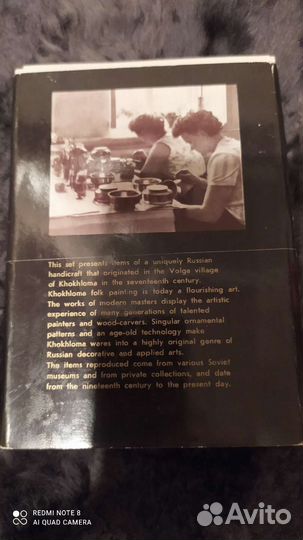 This set presents items of a uniquely Russian
handicraft that originated in the Volga village
of Khokhloma in the seventeenth century.
Khokhloma folk painting is today a flourishing art.
The works of modern masters display the artistic
experience of many generations of talented
painters and wood-carvers. Singular ornamental
patterns and an age-old technology make
Khokhloma wares into a highly original genre of
Russian decorative and applied arts.
The items reproduced come from various Soviet
museums and from private collections, and date
from the nineteenth century to the present day.
REDMI NOTE 8
AI QUAD CAMERA
Avito